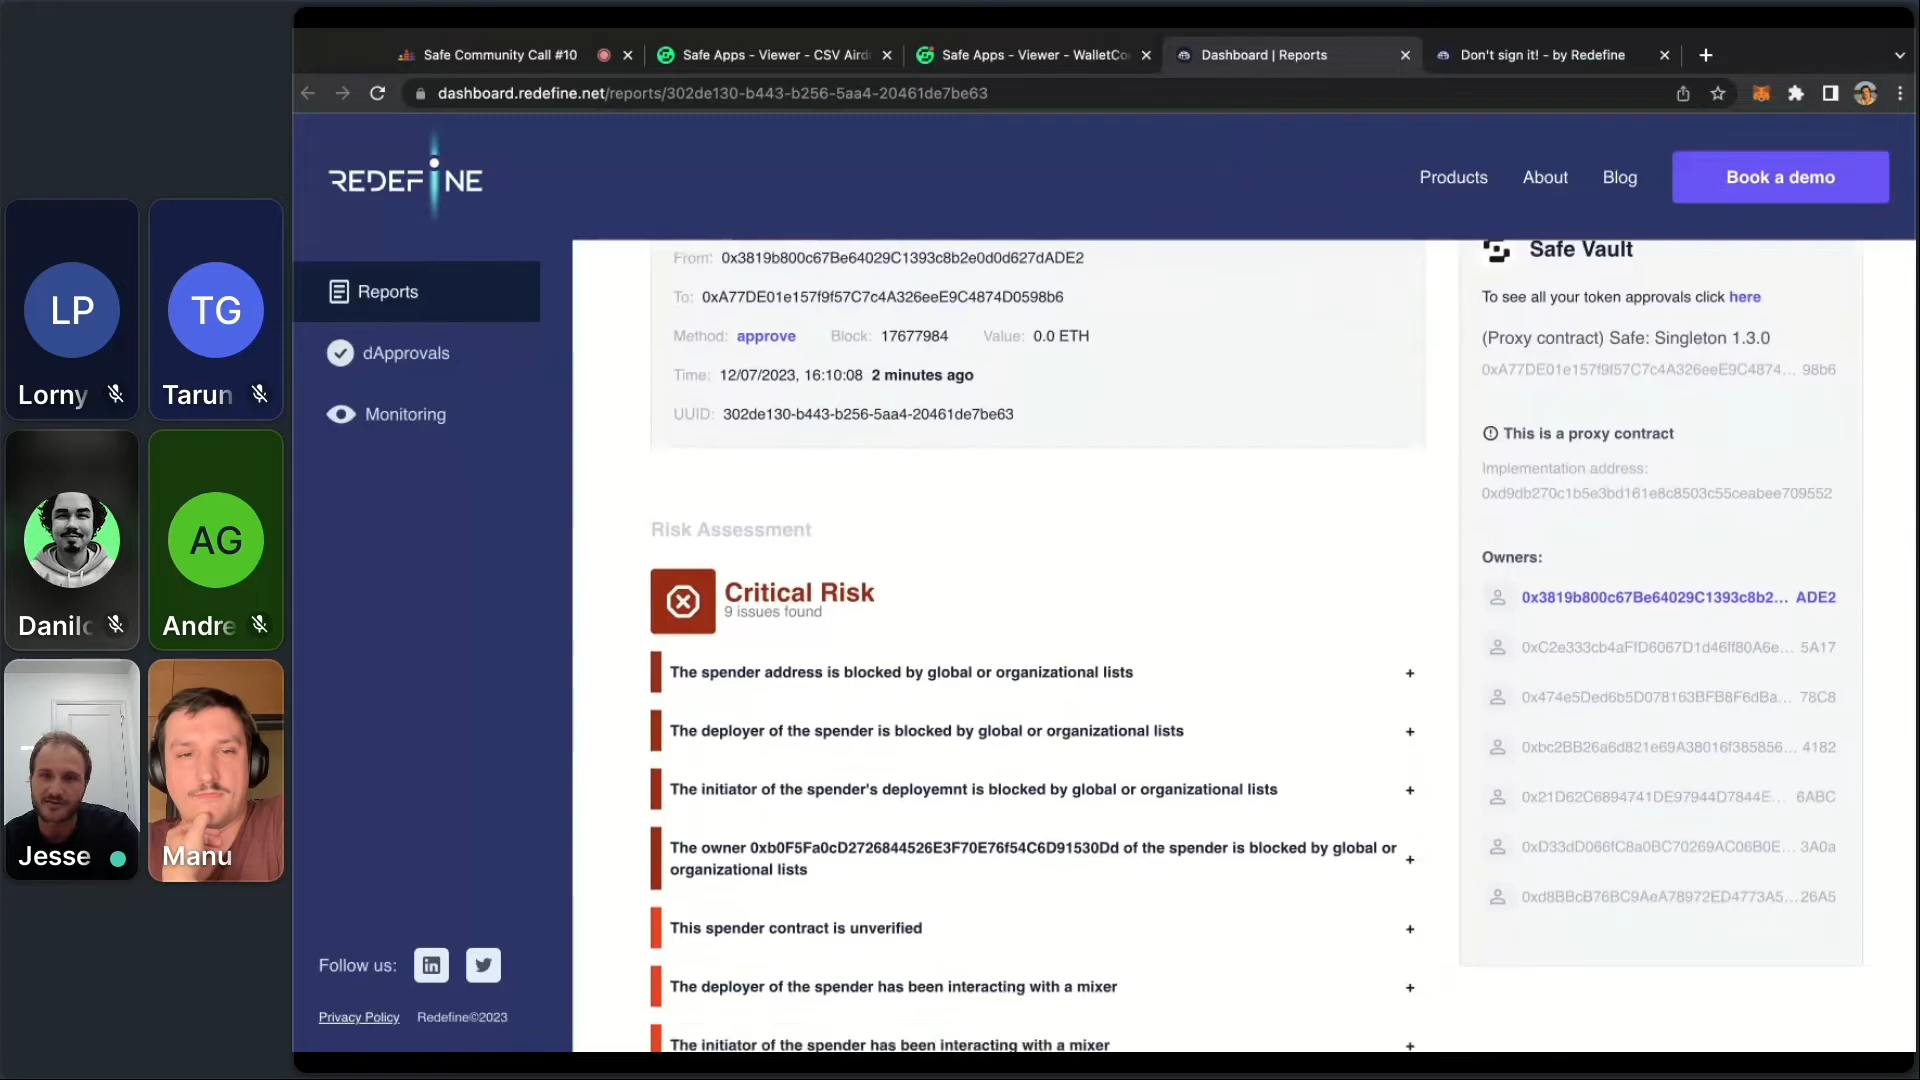 Safe Community Call #10
Safe Apps - Viewer - CSV Aird
Safe Apps - Viewer - WalletCo
Dashboard | Reports
Don't sign it! - by Redefine
dashboard.redefine.net/reports/302de130-b443-b256-5aa4-20461de7be63
REDEFINE
Products
About
Blog
Book a demo
Reports
dApprovals
Monitoring
Follow us:
Privacy Policy
Redefine©2023
From: 0x3819b800c67Be64029C1393c8b2e0d0d627dADE2
To: 0xA77DE01e157f9f57C7c4A326eeE9C4874D0598b6
Method: approve Block: 17677984 Value: 0.0 ETH
Time: 12/07/2023, 16:10:08 2 minutes ago
UUID: 302de130-b443-b256-5aa4-20461de7be63
Risk Assessment
Critical Risk
9 issues found
The spender address is blocked by global or organizational lists +
The deployer of the spender is blocked by global or organizational lists +
The initiator of the spender's deployemnt is blocked by global or organizational lists +
The owner 0xb0F5Fa0cD2726844526E3F70E76f54C6D91530Dd of the spender is blocked by global or
organizational lists +
This spender contract is unverified +
The deployer of the spender has been interacting with a mixer +
The initiator of the spender has been interacting with a mixer +
Safe Vault
To see all your token approvals click here
(Proxy contract) Safe: Singleton 1.3.0
0xA77DE01e157f9f57C7c4A326eeE9C4874... 98b6
This is a proxy contract
Implementation address:
0xd9db270c1b5e3bd161e8c8503c55ceabee709552
Owners:
0x3819b800c67Be64029C1393c8b2... ADE2
0xC2e333cb4aFfD6067D1d46ff80A6e... 5A17
0x474e5Ded6b5D078163BFB8F6dBa... 78C8
0xbc2BB26a6d821e69A38016f385856... 4182
0x21D62C6894741DE97944D7844E... 6ABC
0xD33dD066fC8a0BC70269AC06B0E... 3A0a
0xd8BBcB76BC9AeA78972ED4773A5... 26A5
LP
Lorny
TG
Tarun
Danilo
AG
Andre
Jesse
Manu